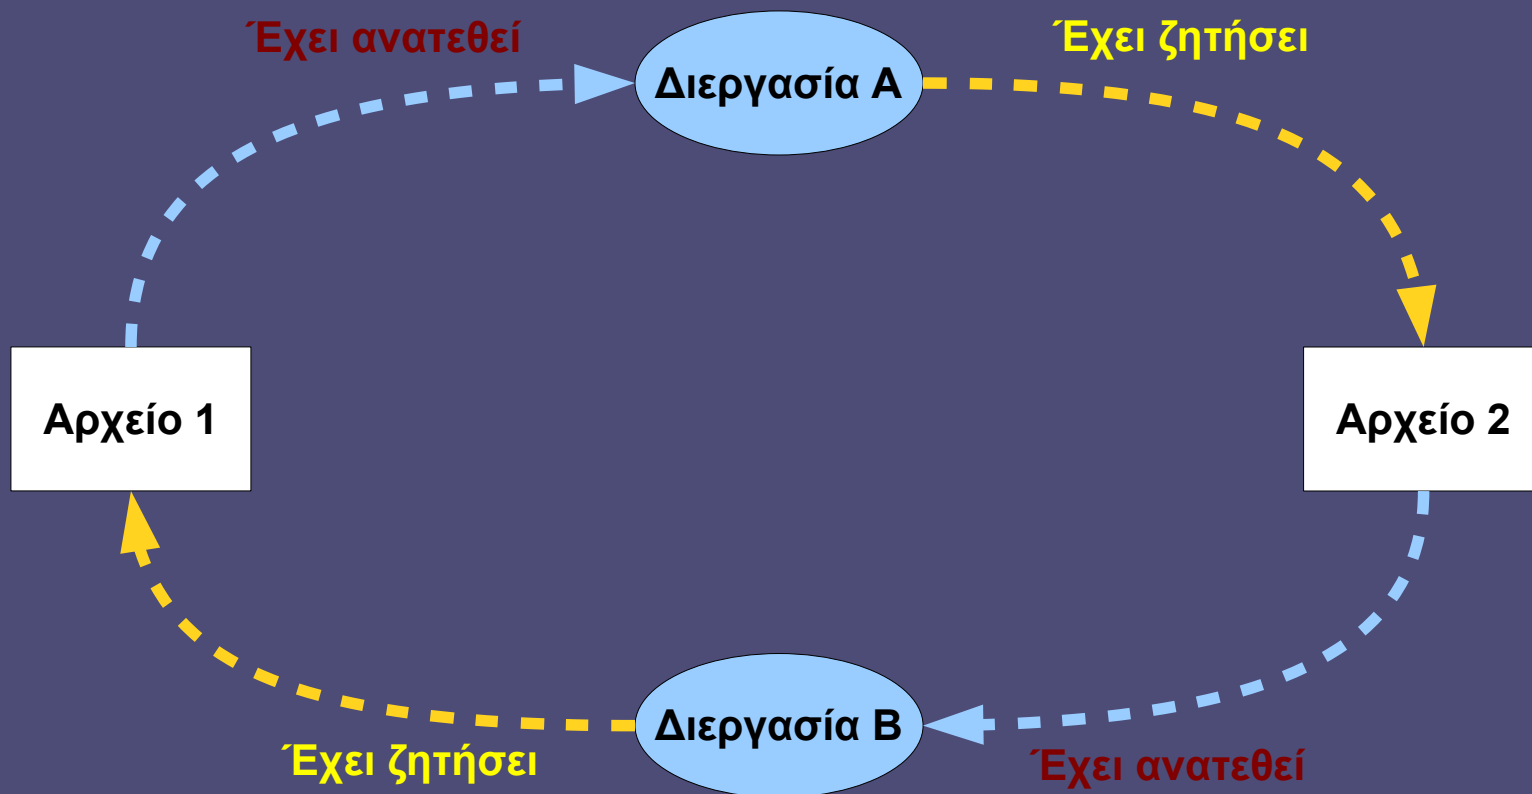 Έχει ανατεθεί
Έχει ζητήσει
Διεργασία Α
Αρχείο 1
Αρχείο 2
Διεργασία Β
Έχει ζητήσει
Έχει ανατεθεί